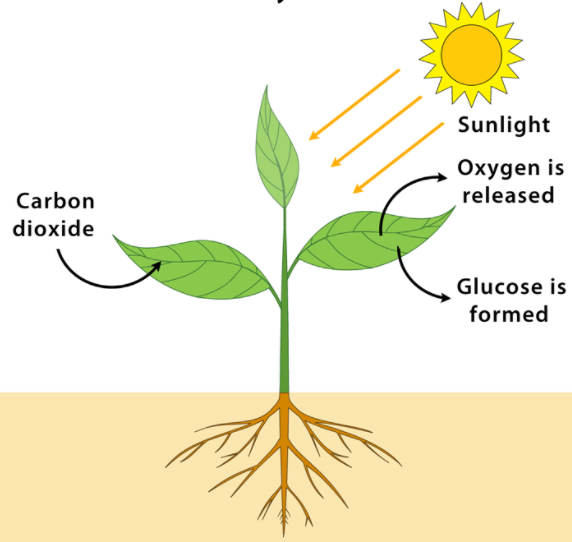 Sunlight
Oxygen is
released
Carbon
dioxide
Glucose is
formed